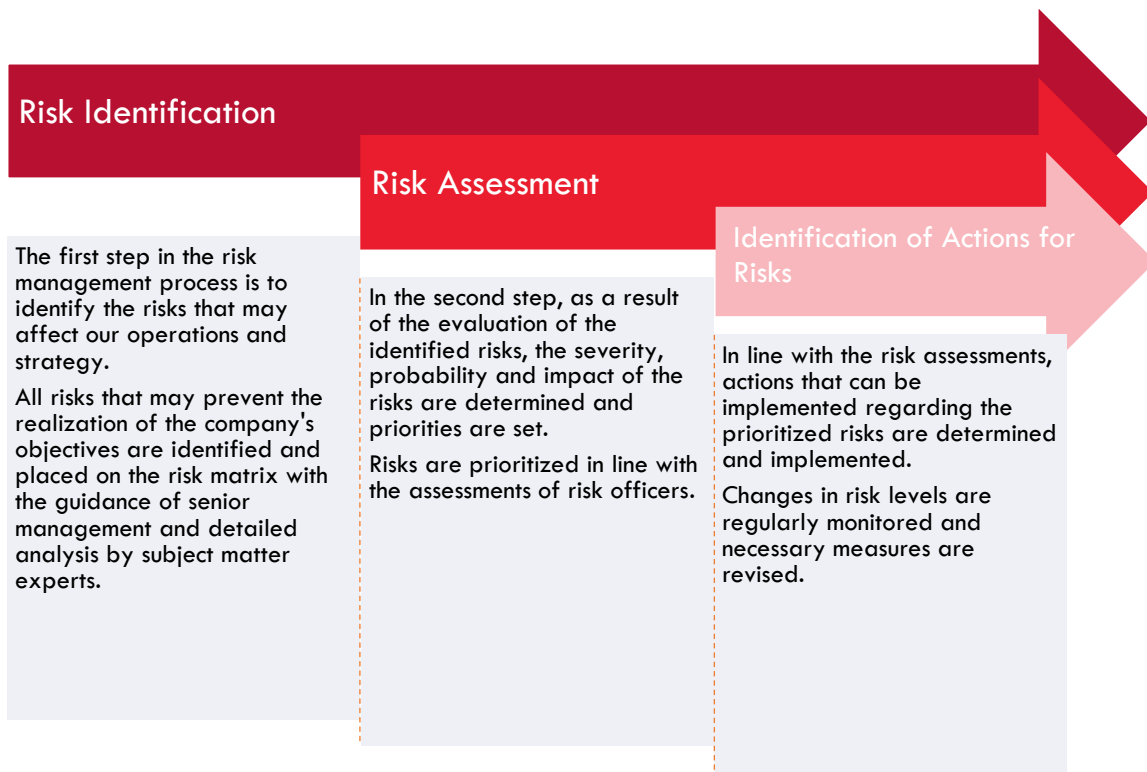 Risk Identification
The first step in the risk
management process is to
identify the risks that may
affect our operations and
strategy.
All risks that may prevent the
realization of the company's
objectives are identified and
placed on the risk matrix with
the guidance of senior
management and detailed
analysis by subject matter
experts.
Risk Assessment
In the second step, as a result
of the evaluation of the
identified risks, the severity,
probability and impact of the
risks are determined and
priorities are set.
Risks are prioritized in line with
the assessments of risk officers.
Identification of Actions for
Risks
In line with the risk assessments,
actions that can be
implemented regarding the
prioritized risks are determined
and implemented.
Changes in risk levels are
regularly monitored and
necessary measures are
revised.